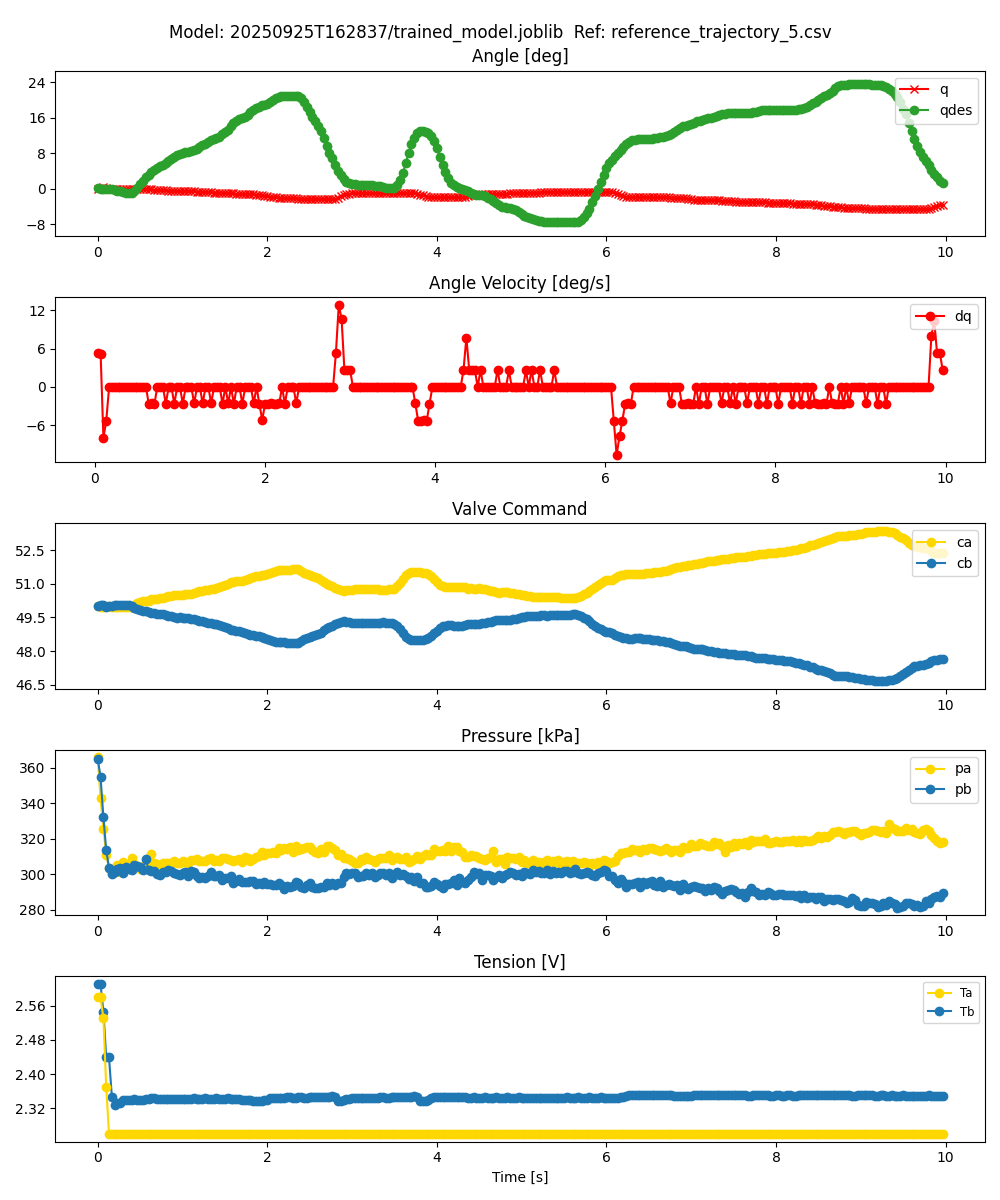 Model: 20250925T162837/trained_model.joblib  Ref: reference_trajectory_5.csv
Angle [deg]
24
16
8
0
−8
q
qdes
0 2 4 6 8 10
Angle Velocity [deg/s]
12
6
0
−6
dq
0 2 4 6 8 10
Valve Command
52.5
51.0
49.5
48.0
46.5
ca
cb
0 2 4 6 8 10
Pressure [kPa]
360
340
320
300
280
pa
pb
0 2 4 6 8 10
Tension [V]
2.56
2.48
2.40
2.32
Ta
Tb
0 2 4 6 8 10
Time [s]